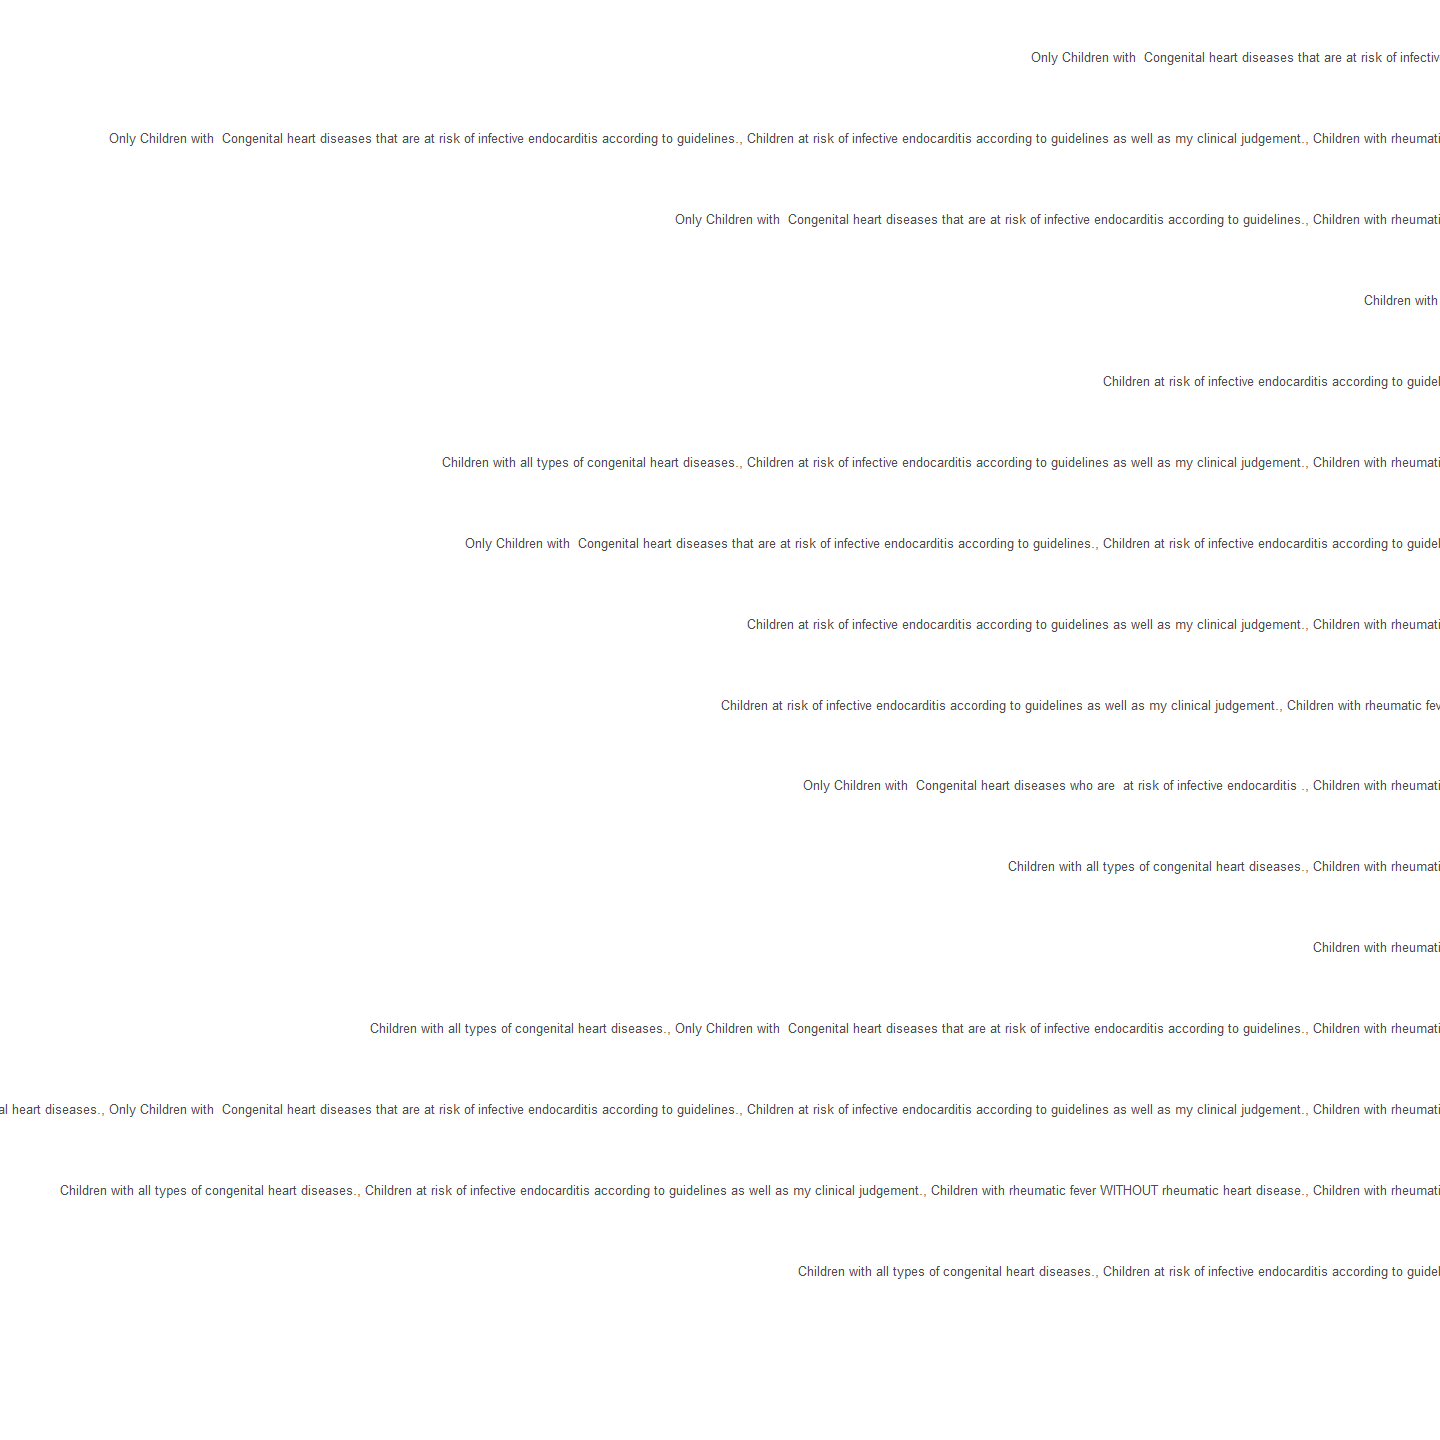 Only Children with  Congenital heart diseases that are at risk of infectiv
Only Children with  Congenital heart diseases that are at risk of infective endocarditis according to guidelines., Children at risk of infective endocarditis according to guidelines as well as my clinical judgement., Children with rheumati
Only Children with  Congenital heart diseases that are at risk of infective endocarditis according to guidelines., Children with rheumati
Children with
Children at risk of infective endocarditis according to guidel
Children with all types of congenital heart diseases., Children at risk of infective endocarditis according to guidelines as well as my clinical judgement., Children with rheumati
Only Children with  Congenital heart diseases that are at risk of infective endocarditis according to guidelines., Children at risk of infective endocarditis according to guidel
Children at risk of infective endocarditis according to guidelines as well as my clinical judgement., Children with rheumati
Children at risk of infective endocarditis according to guidelines as well as my clinical judgement., Children with rheumatic fev
Only Children with  Congenital heart diseases who are  at risk of infective endocarditis ., Children with rheumati
Children with all types of congenital heart diseases., Children with rheumati
Children with rheumati
Children with all types of congenital heart diseases., Only Children with  Congenital heart diseases that are at risk of infective endocarditis according to guidelines., Children with rheumati
al heart diseases., Only Children with  Congenital heart diseases that are at risk of infective endocarditis according to guidelines., Children at risk of infective endocarditis according to guidelines as well as my clinical judgement., Children with rheumati
Children with all types of congenital heart diseases., Children at risk of infective endocarditis according to guidelines as well as my clinical judgement., Children with rheumatic fever WITHOUT rheumatic heart disease., Children with rheumati
Children with all types of congenital heart diseases., Children at risk of infective endocarditis according to guidel